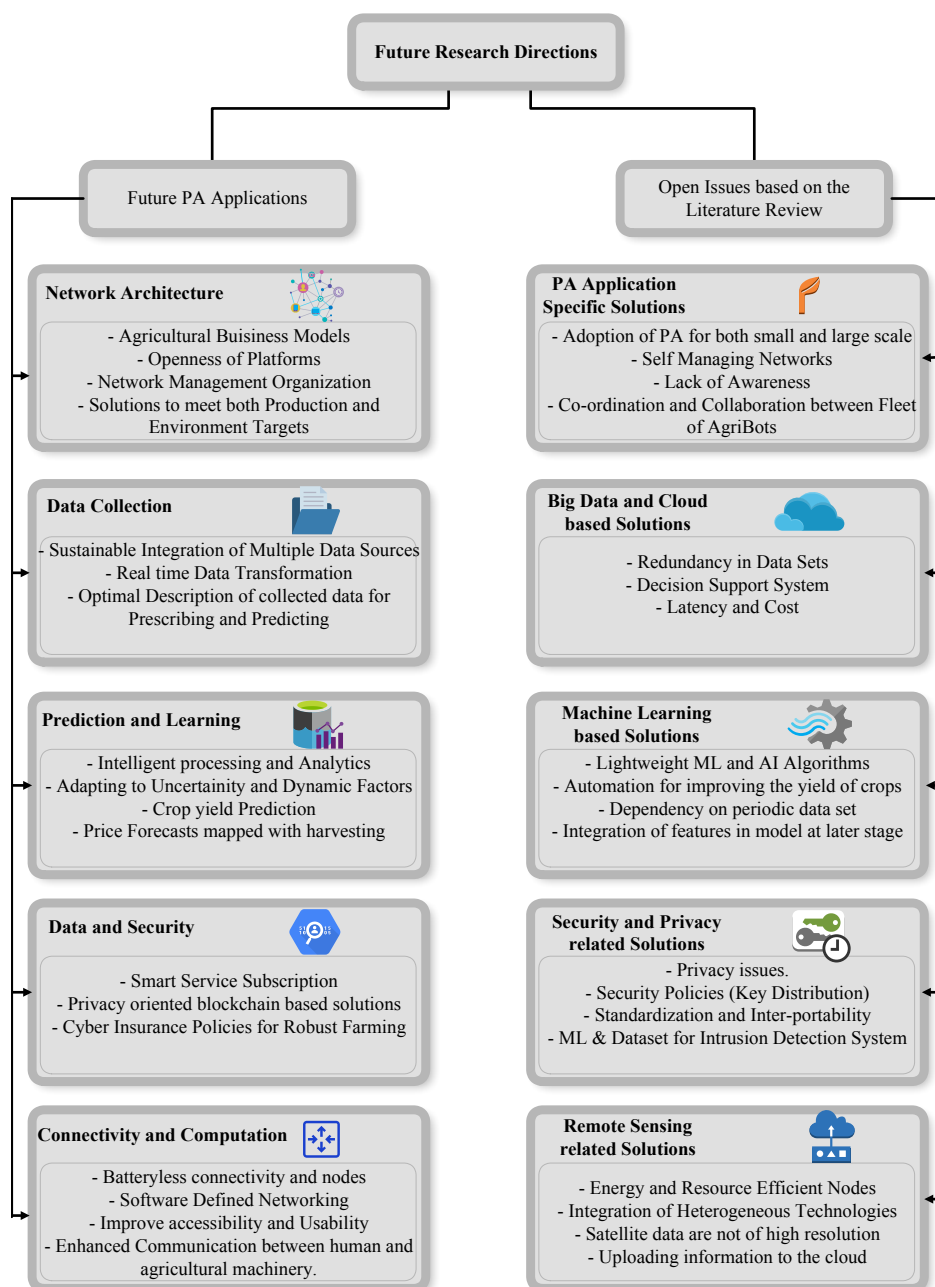 Future Research Directions
Future PA Applications
Open Issues based on the
Literature Review
Network Architecture
- Agricultural Buisiness Models
- Openness of Platforms
- Network Management Organization
- Solutions to meet both Production and
Environment Targets
Data Collection
- Sustainable Integration of Multiple Data Sources
- Real time Data Transformation
- Optimal Description of collected data for
Prescribing and Predicting
Prediction and Learning
- Intelligent processing and Analytics
- Adapting to Uncertainity and Dynamic Factors
- Crop yield Prediction
- Price Forecasts mapped with harvesting
Data and Security
- Smart Service Subscription
- Privacy oriented blockchain based solutions
- Cyber Insurance Policies for Robust Farming
Connectivity and Computation
- Batteryless connectivity and nodes
- Software Defined Networking
- Improve accessibility and Usability
- Enhanced Communication between human and
agricultural machinery.
PA Application
Specific Solutions
- Adoption of PA for both small and large scale
- Self Managing Networks
- Lack of Awareness
- Co-ordination and Collaboration between Fleet
of AgriBots
Big Data and Cloud
based Solutions
- Redundancy in Data Sets
- Decision Support System
- Latency and Cost
Machine Learning
based Solutions
- Lightweight ML and AI Algorithms
- Automation for improving the yield of crops
- Dependency on periodic data set
- Integration of features in model at later stage
Security and Privacy
related Solutions
- Privacy issues.
- Security Policies (Key Distribution)
- Standardization and Inter-portability
- ML & Dataset for Intrusion Detection System
Remote Sensing
related Solutions
- Energy and Resource Efficient Nodes
- Integration of Heterogeneous Technologies
- Satellite data are not of high resolution
- Uploading information to the cloud